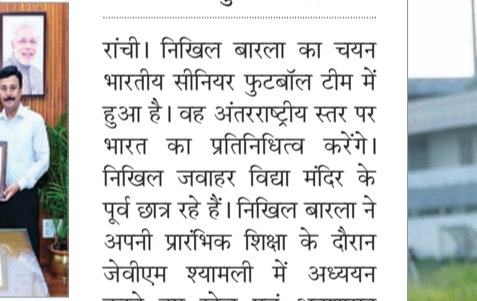 रांची। निखिल बारला का चयन
भारतीय सीनियर फुटबॉल टीम में
हुआ है। वह अंतरराष्ट्रीय स्तर पर
भारत का प्रतिनिधित्व करेंगे।
निखिल जवाहर विद्या मंदिर के
पूर्व छात्र रहे हैं। निखिल बारला ने
अपनी प्रारंभिक शिक्षा के दौरान
जेवीएम श्यामली में अध्ययन